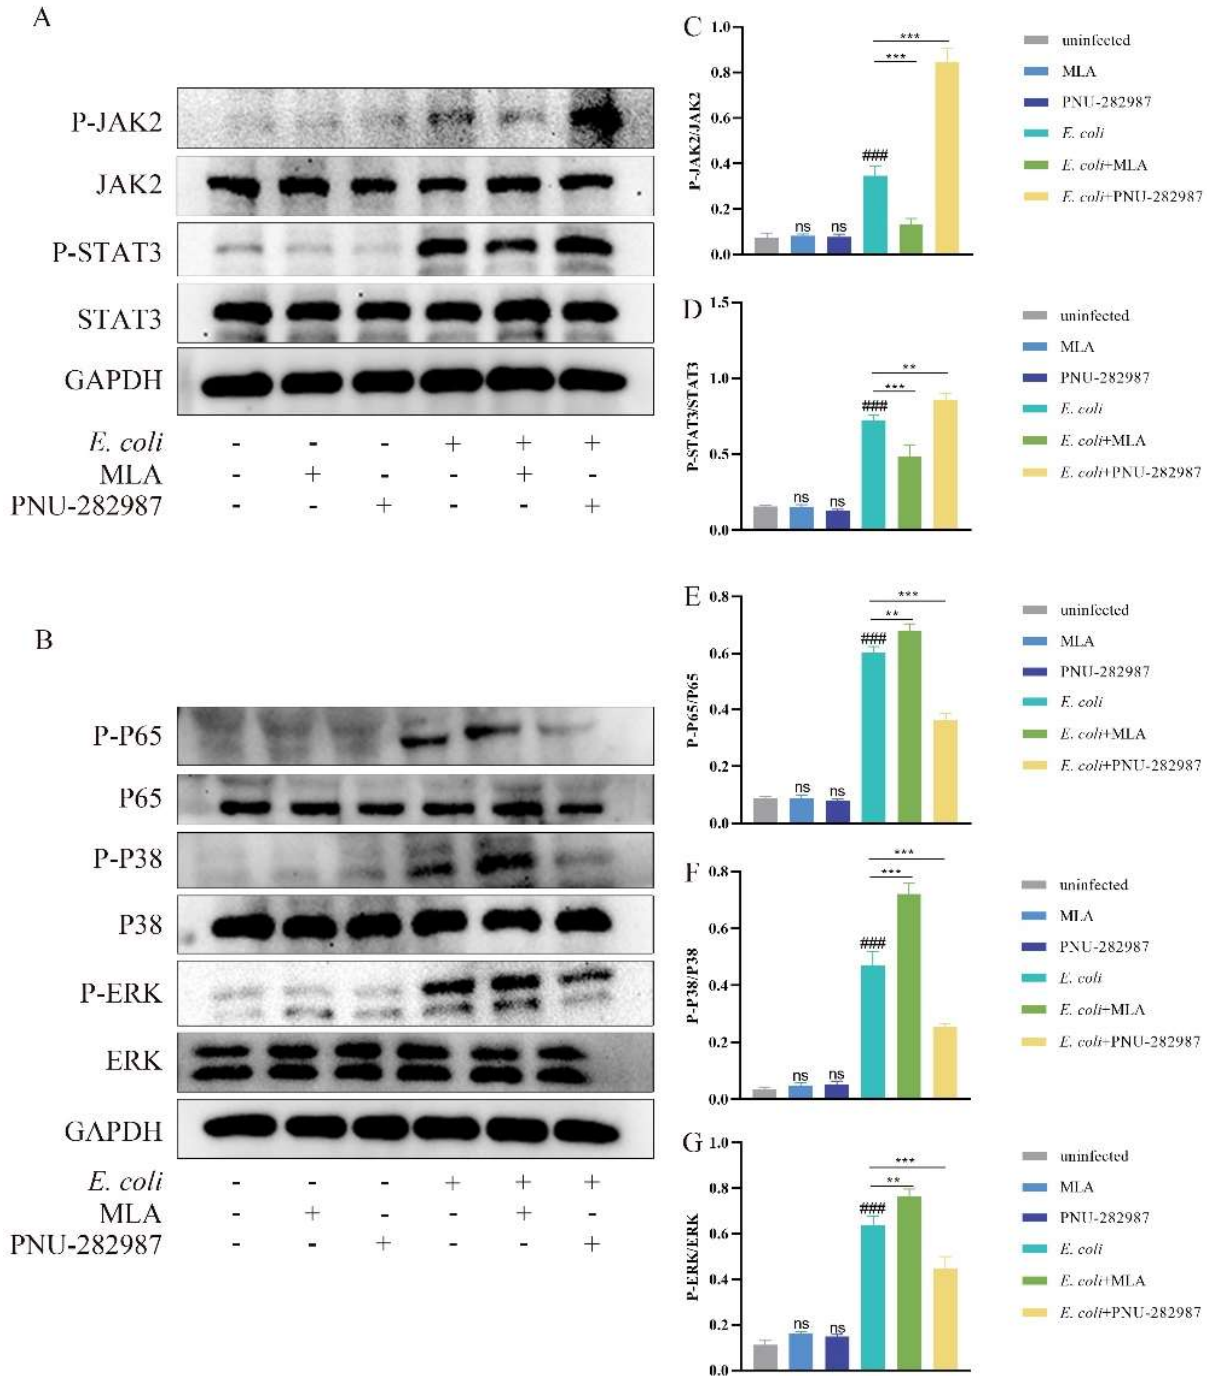 A
P-JAK2
JAK2
P-STAT3
STAT3
GAPDH
E. coli - - - + + +
MLA - + - - + -
PNU-282987 - - + - - +
B
P-P65
P65
P-P38
P38
P-ERK
ERK
GAPDH
E. coli - - - + + +
MLA - + - - + -
PNU-282987 - - + - - +
C
P-JAK2/JAK2
1.0
0.8
0.6
0.4
0.2
0.0
ns
ns
###
***
***
uninfected
MLA
PNU-282987
E. coli
E. coli+MLA
E. coli+PNU-282987
D
P-STAT3/STAT3
1.5
1.0
0.5
0.0
ns
ns
###
***
**
uninfected
MLA
PNU-282987
E. coli
E. coli+MLA
E. coli+PNU-282987
E
P-P65/P65
0.8
0.6
0.4
0.2
0.0
ns
ns
###
**
***
uninfected
MLA
PNU-282987
E. coli
E. coli+MLA
E. coli+PNU-282987
F
P-P38/P38
0.8
0.6
0.4
0.2
0.0
ns
ns
###
***
***
uninfected
MLA
PNU-282987
E. coli
E. coli+MLA
E. coli+PNU-282987
G
P-ERK/ERK
1.0
0.8
0.6
0.4
0.2
0.0
ns
ns
###
**
***
uninfected
MLA
PNU-282987
E. coli
E. coli+MLA
E. coli+PNU-282987